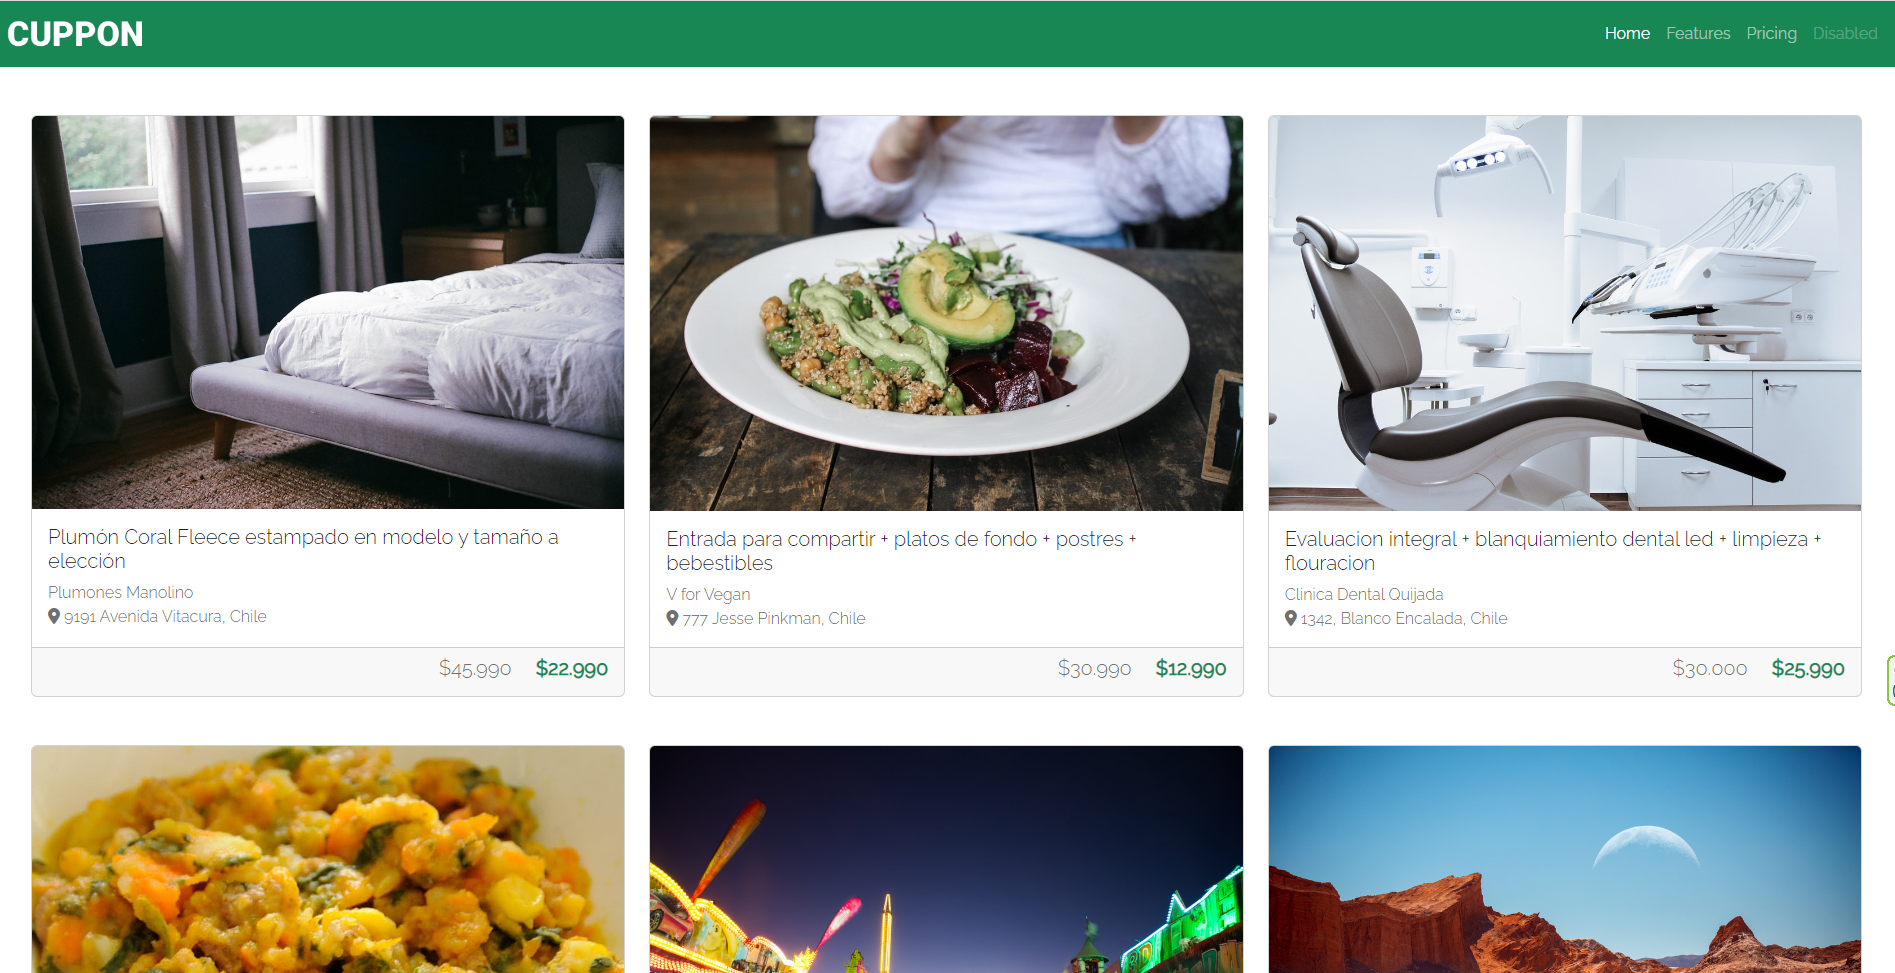 CUPPON
Home Features Pricing Disabled
Plumón Coral Fleece estampado en modelo y tamaño a
elección
Plumones Manolino
9191 Avenida Vitacura, Chile
$45.990 $22.990
Entrada para compartir + platos de fondo + postres +
bebestibles
V for Vegan
777 Jesse Pinkman, Chile
$30.990 $12.990
Evaluacion integral + blanquiamiento dental led + limpieza +
flouracion
Clinica Dental Quijada
1342, Blanco Encalada, Chile
$30.000 $25.990